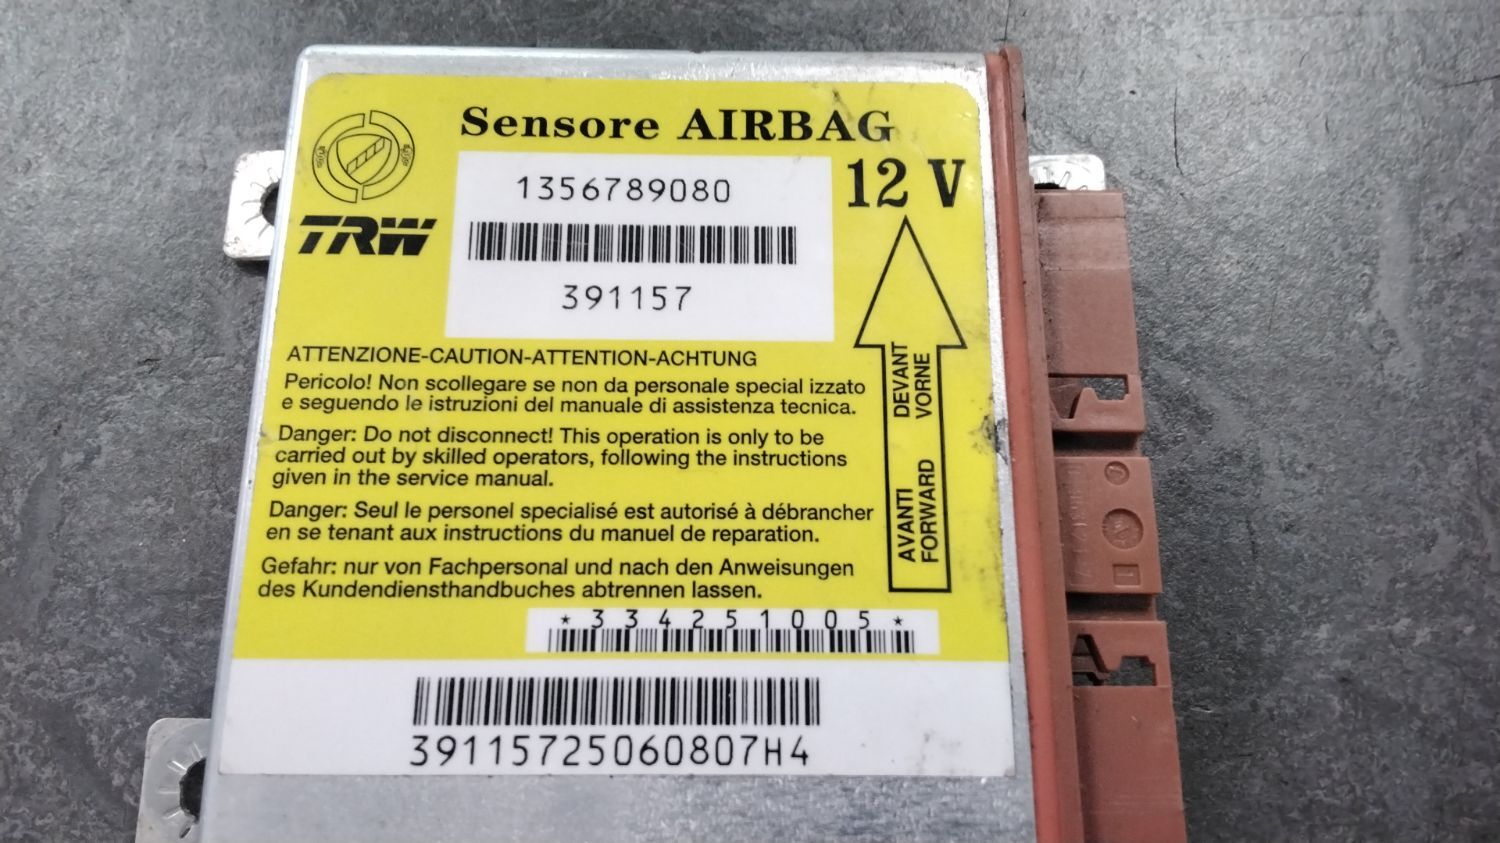 Sensore AIRBAG
12 V
TRW
1356789080
391157
ATTENZIONE-CAUTION-ATTENTION-ACHTUNG
Pericolo! Non scollegare se non da personale special izzato
e seguendo le istruzioni del manuale di assistenza tecnica.
Danger: Do not disconnect! This operation is only to be
carried out by skilled operators, following the instructions
given in the service manual.
Danger: Seul le personel specialisé est autorisé à débrancher
en se tenant aux instructions du manuel de reparation.
Gefahr: nur von Fachpersonal und nach den Anweisungen
des Kundendiensthandbuches abtrennen lassen.
DEVANT
VORNE
AVANTI
FORWARD
*334251005*
39115725060807H4